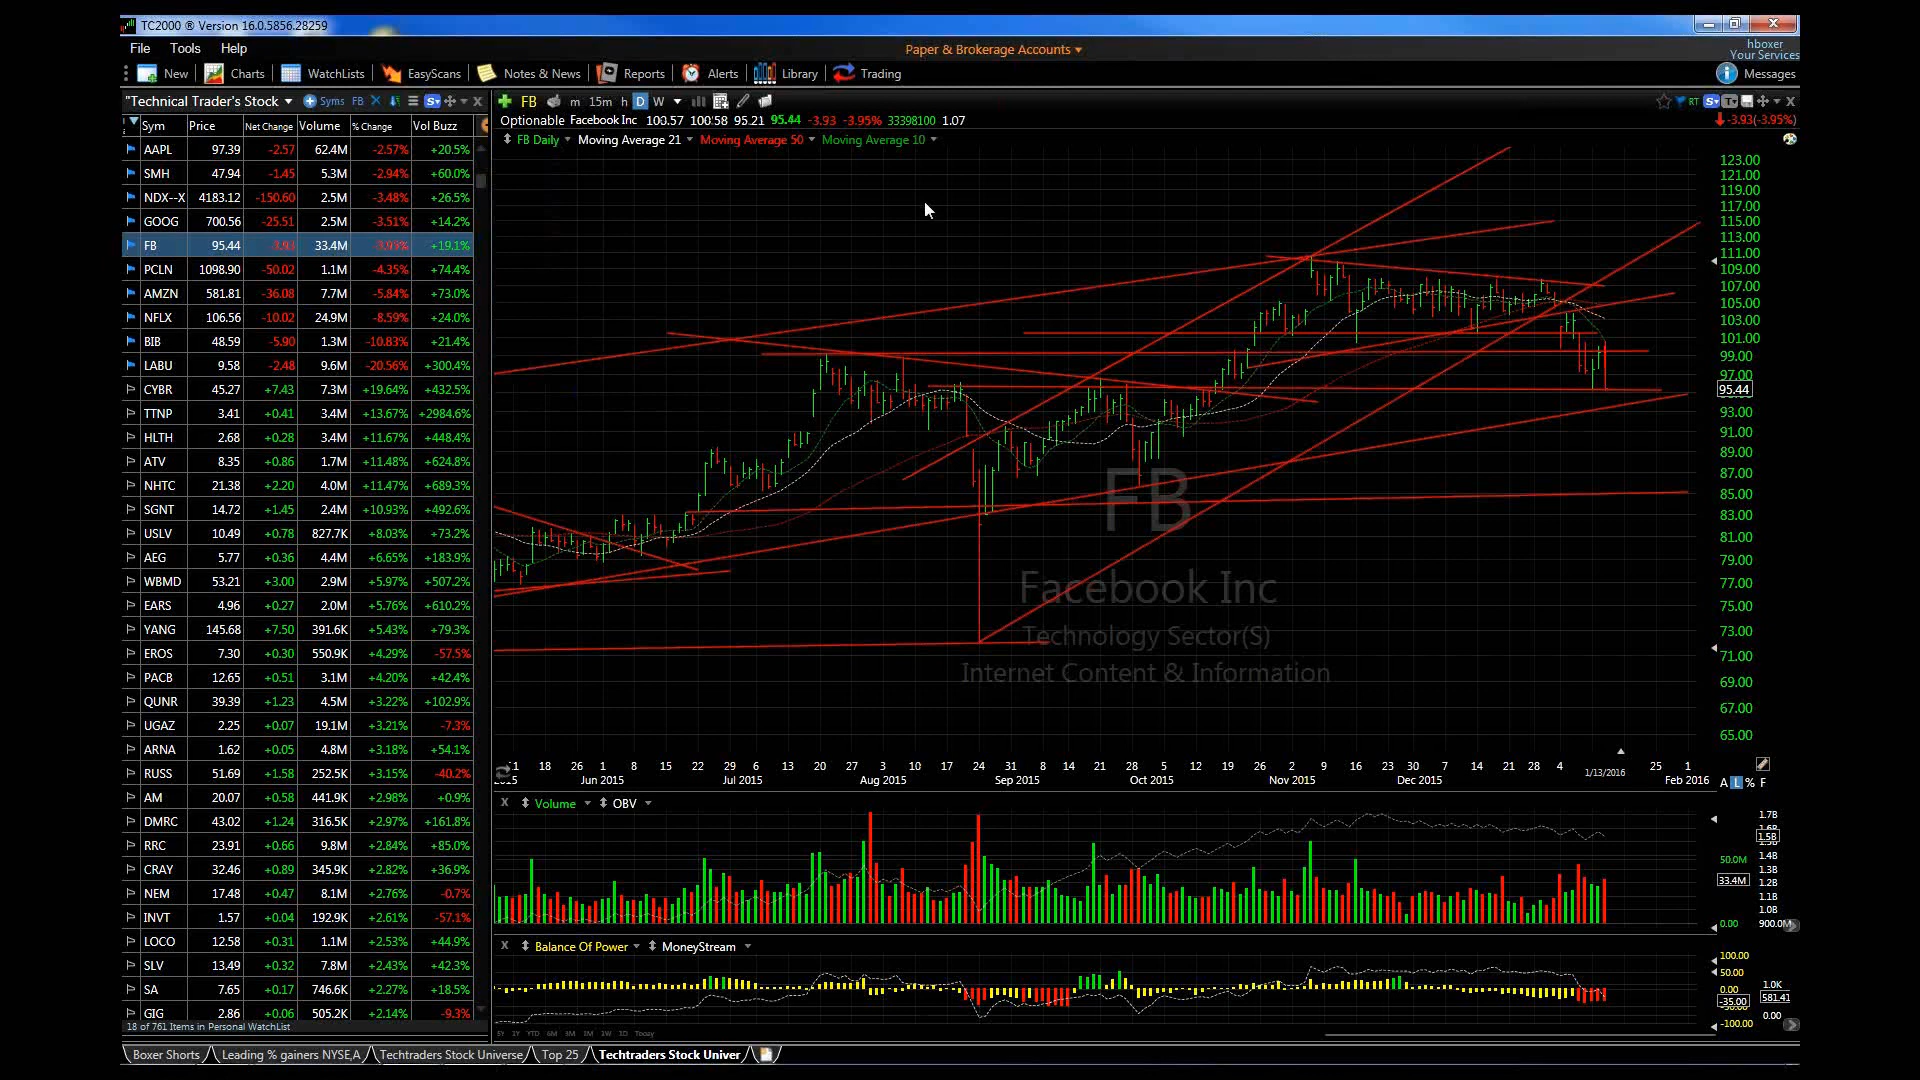 TC2000 ® Version 16.0.5856.28259
File Tools Help
Paper & Brokerage Accounts
hboxer
Your Services
New Charts WatchLists EasyScans Notes & News Reports Alerts Library Trading Messages
"Technical Trader's Stock Syms FB
FB m 15m h D W
RT
Optionable Facebook Inc 100.57 100.58 95.21 95.44 -3.93 -3.95% 33398100 1.07
-3.93(-3.95%)
FB Daily Moving Average 21 Moving Average 50 Moving Average 10
Sym Price Net Change Volume % Change Vol Buzz
AAPL 97.39 -2.57 62.4M -2.57% +20.5%
SMH 47.94 -1.45 5.3M -2.94% +60.0%
NDX--X 4183.12 -150.60 2.5M -3.48% +26.5%
GOOG 700.56 -25.51 2.5M -3.51% +14.2%
FB 95.44 -3.93 33.4M -3.95% +19.1%
PCLN 1098.90 -50.02 1.1M -4.35% +74.4%
AMZN 581.81 -36.08 7.7M -5.84% +73.0%
NFLX 106.56 -10.02 24.9M -8.59% +24.0%
BIB 48.59 -5.90 1.3M -10.83% +21.4%
LABU 9.58 -2.48 9.6M -20.56% +300.4%
CYBR 45.27 +7.43 7.3M +19.64% +432.5%
TTNP 3.41 +0.41 3.4M +13.67% +2984.6%
HLTH 2.68 +0.28 3.4M +11.67% +448.4%
ATV 8.35 +0.86 1.7M +11.48% +624.8%
NHTC 21.38 +2.20 4.0M +11.47% +689.3%
SGNT 14.72 +1.45 2.4M +10.93% +492.6%
USLV 10.49 +0.78 827.7K +8.03% +73.2%
AEG 5.77 +0.36 4.4M +6.65% +183.9%
WBMD 53.21 +3.00 2.9M +5.97% +507.2%
EARS 4.96 +0.27 2.0M +5.76% +610.2%
YANG 145.68 +7.50 391.6K +5.43% +79.3%
EROS 7.30 +0.30 550.9K +4.29% -57.5%
PACB 12.65 +0.51 3.1M +4.20% +42.4%
QUNR 39.39 +1.23 4.5M +3.22% +102.9%
UGAZ 2.25 +0.07 19.1M +3.21% -7.3%
ARNA 1.62 +0.05 4.8M +3.18% +54.1%
RUSS 51.69 +1.58 252.5K +3.15% -40.2%
AM 20.07 +0.58 441.9K +2.98% +0.9%
DMRC 43.02 +1.24 316.5K +2.97% +161.8%
RRC 23.91 +0.66 9.8M +2.84% +85.0%
CRAY 32.46 +0.89 345.9K +2.82% +36.9%
NEM 17.48 +0.47 8.1M +2.76% -0.7%
INVT 1.57 +0.04 192.9K +2.61% -57.1%
LOCO 12.58 +0.31 1.1M +2.53% +44.9%
SLV 13.49 +0.32 7.8M +2.43% +42.3%
SA 7.65 +0.17 746.6K +2.27% +18.5%
GIG 2.86 +0.06 505.2K +2.14% -9.3%
18 of 761 Items in Personal WatchList
123.00
121.00
119.00
117.00
115.00
113.00
111.00
109.00
107.00
105.00
103.00
101.00
99.00
97.00
95.44
93.00
91.00
89.00
87.00
85.00
83.00
81.00
79.00
77.00
75.00
73.00
71.00
69.00
67.00
65.00
FB
Facebook Inc
Technology Sector(S)
Internet Content & Information
11 18 26 1 8 15 22 29 6 13 20 27 3 10 17 24 31 8 14 21 28 5 12 19 26 2 9 16 23 30 7 14 21 28 4 1/13/2016 25 1
Jun 2015 Jul 2015 Aug 2015 Sep 2015 Oct 2015 Nov 2015 Dec 2015 Feb 2016
A L % F
X Volume OBV
1.7B
1.5B
1.4B
1.3B
1.2B
1.1B
1.0B
900.0M
50.0M
33.4M
0.00
X Balance Of Power MoneyStream
100.00
50.00
0.00
-35.00
-100.00
1.0K
581.41
0.00
Boxer Shorts Leading % gainers NYSE,A Techtraders Stock Universe Top 25 Techtraders Stock Univer